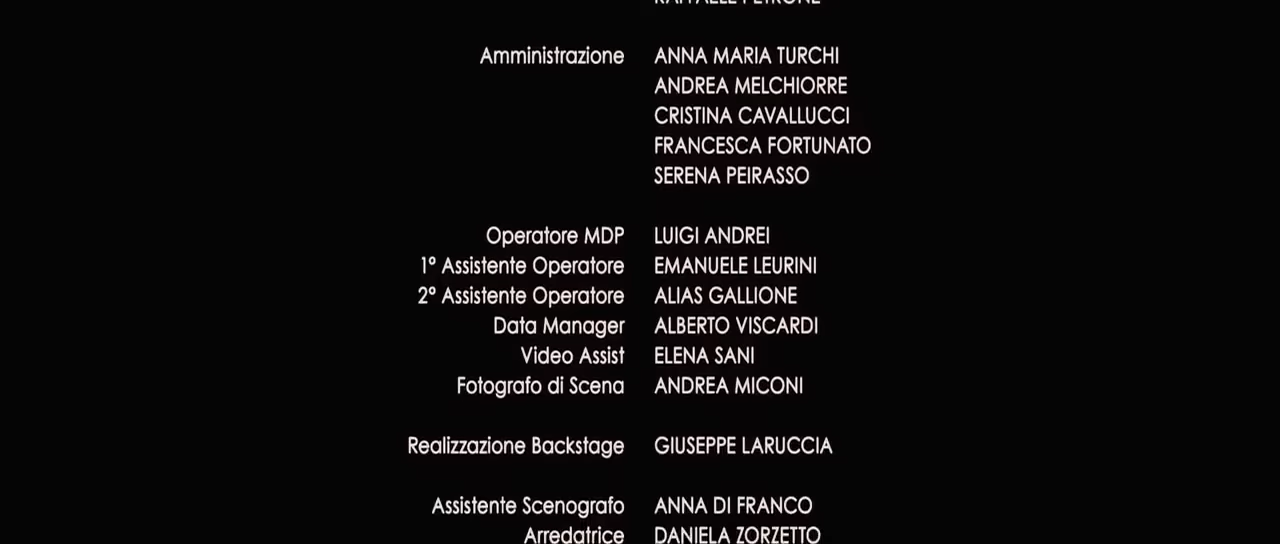 RAFFAELE PETRONE
Amministrazione ANNA MARIA TURCHI
ANDREA MELCHIORRE
CRISTINA CAVALLUCCI
FRANCESCA FORTUNATO
SERENA PEIRASSO
Operatore MDP LUIGI ANDREI
1° Assistente Operatore EMANUELE LEURINI
2° Assistente Operatore ALIAS GALLIONE
Data Manager ALBERTO VISCARDI
Video Assist ELENA SANI
Fotografo di Scena ANDREA MICONI
Realizzazione Backstage GIUSEPPE LARUCCIA
Assistente Scenografo ANNA DI FRANCO
Arredatrice DANIELA ZORZETTO